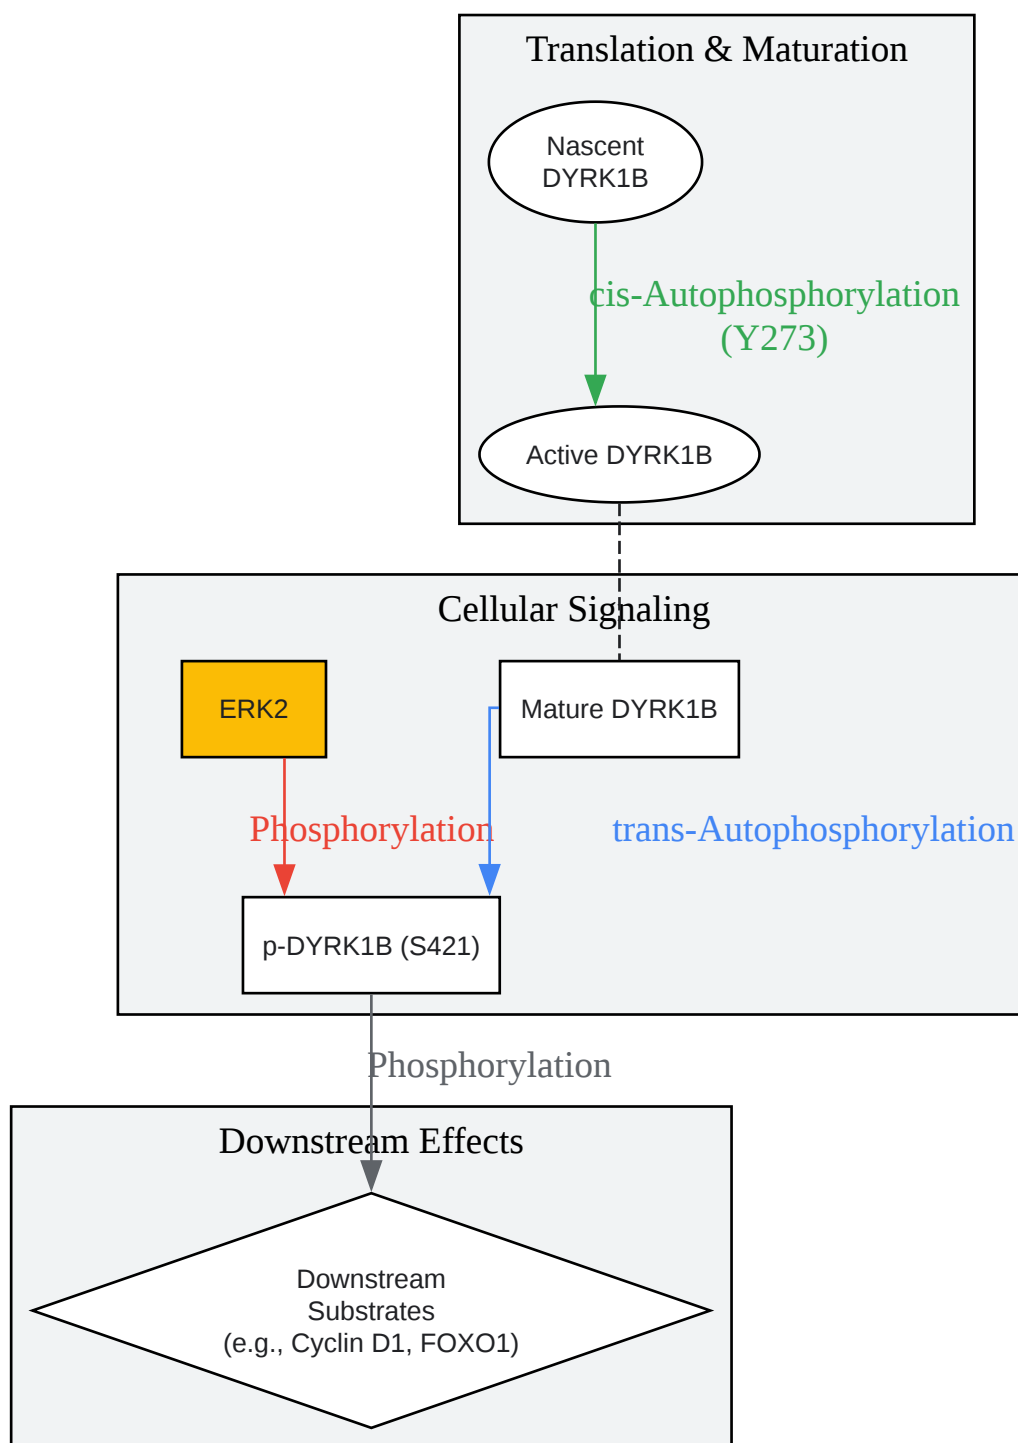 Translation & Maturation
Nascent
DYRK1B
cis-Autophosphorylation
(Y273)
Active DYRK1B
Cellular Signaling
ERK2
Mature DYRK1B
Phosphorylation
trans-Autophosphorylation
p-DYRK1B (S421)
Phosphorylation
Downstream Effects
Downstream
Substrates
(e.g., Cyclin D1, FOXO1)